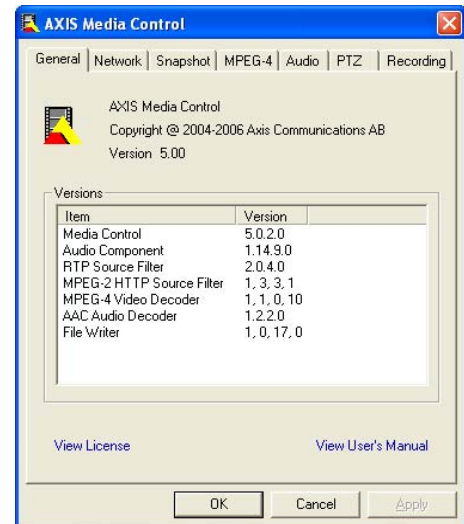 AXIS Media Control
General Network Snapshot MPEG-4 Audio PTZ Recording
AXIS Media Control
Copyright @ 2004-2006 Axis Communications AB
Version 5.00
Versions
Item Version
Media Control 5.0.2.0
Audio Component 1.14.9.0
RTP Source Filter 2.0.4.0
MPEG-2 HTTP Source Filter 1, 3, 3, 1
MPEG-4 Video Decoder 1, 1, 0, 10
AAC Audio Decoder 1.2.2.0
File Writer 1, 0, 17, 0
View License View User's Manual
OK Cancel Apply